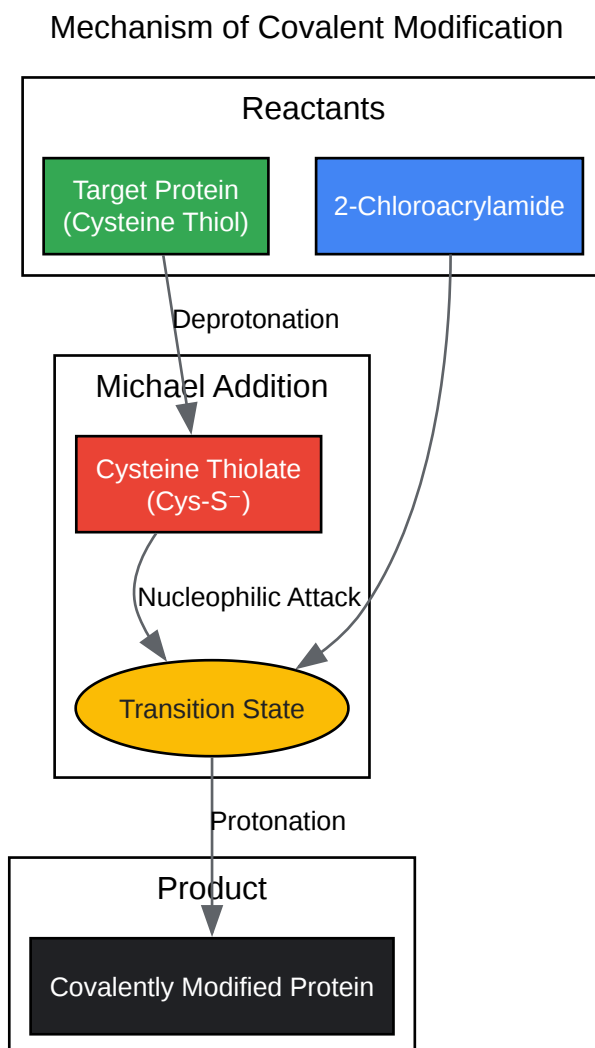 Mechanism of Covalent Modification
Reactants
Target Protein
(Cysteine Thiol)
2-Chloroacrylamide
Deprotonation
Michael Addition
Cysteine Thiolate
(Cys-S⁻)
Nucleophilic Attack
Transition State
Protonation
Product
Covalently Modified Protein